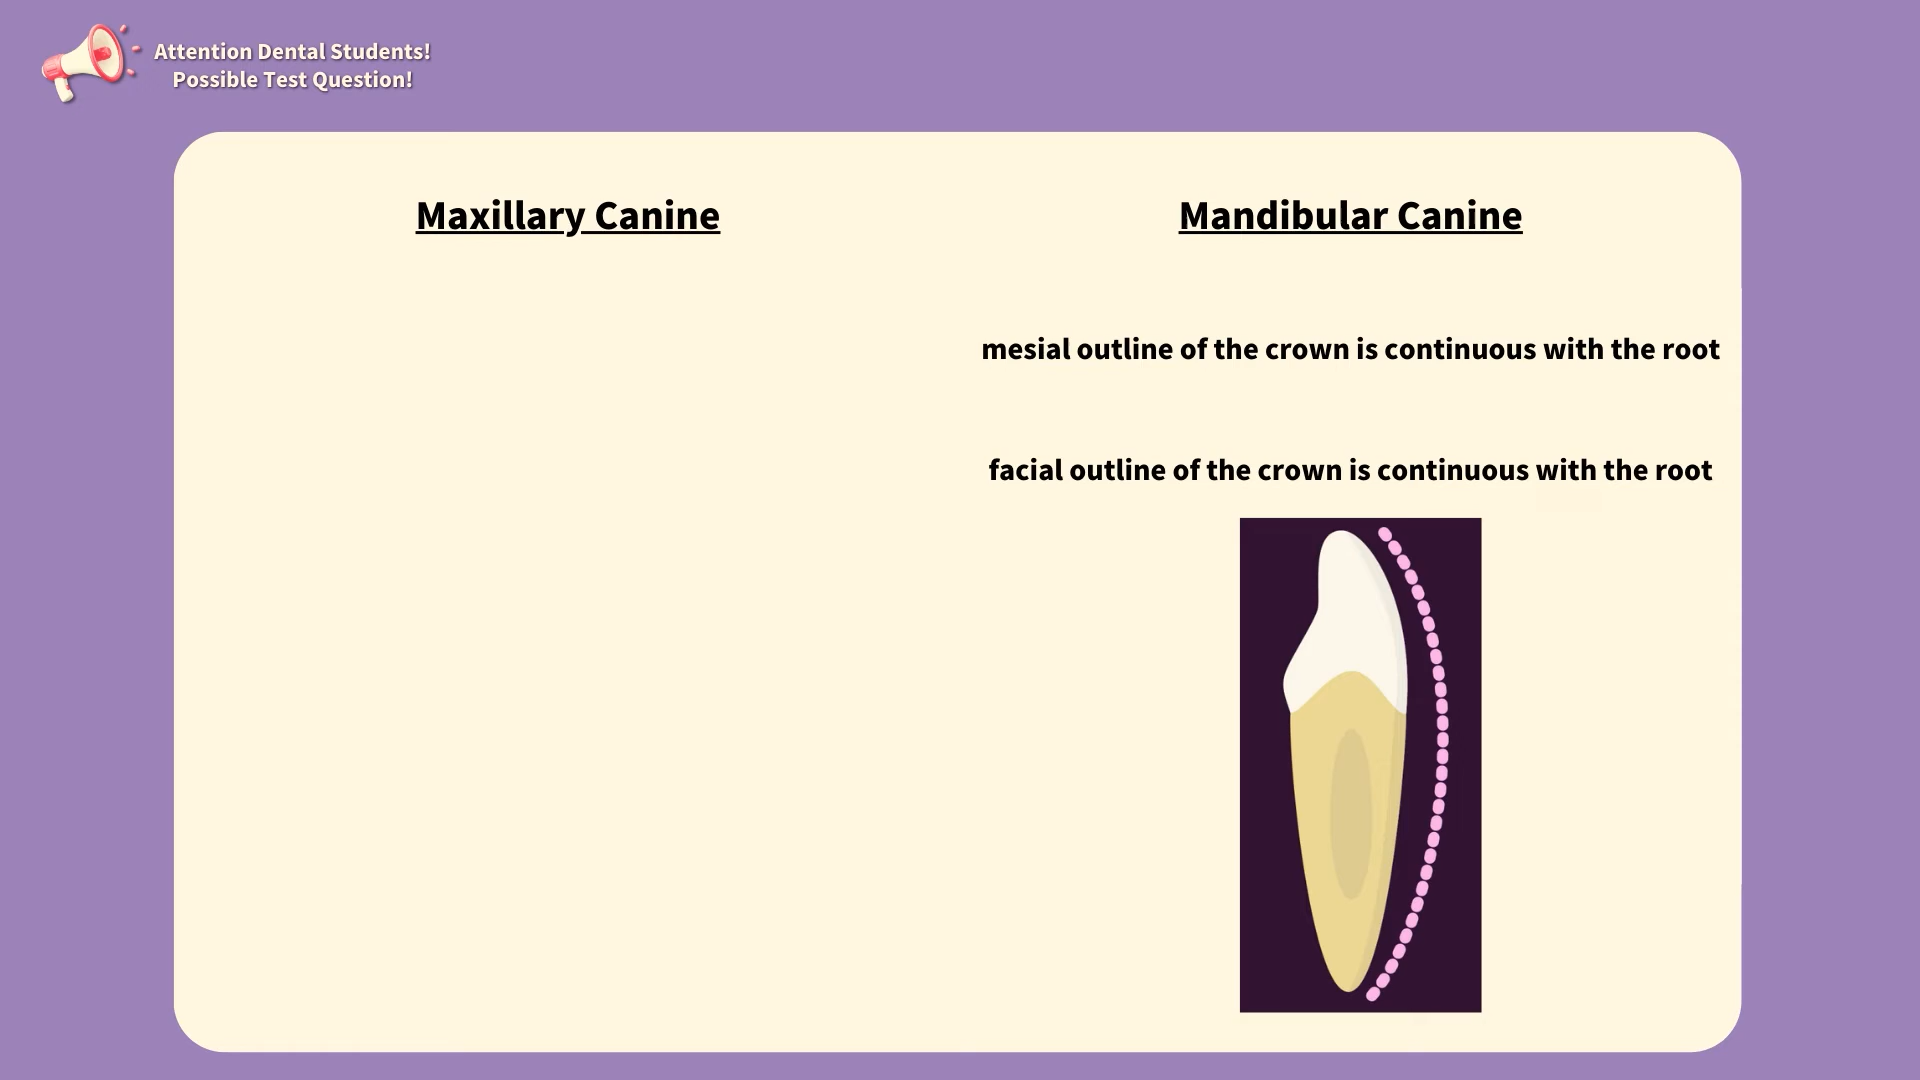 Attention Dental Students!
Possible Test Question!
Maxillary Canine
Mandibular Canine
mesial outline of the crown is continuous with the root
facial outline of the crown is continuous with the root